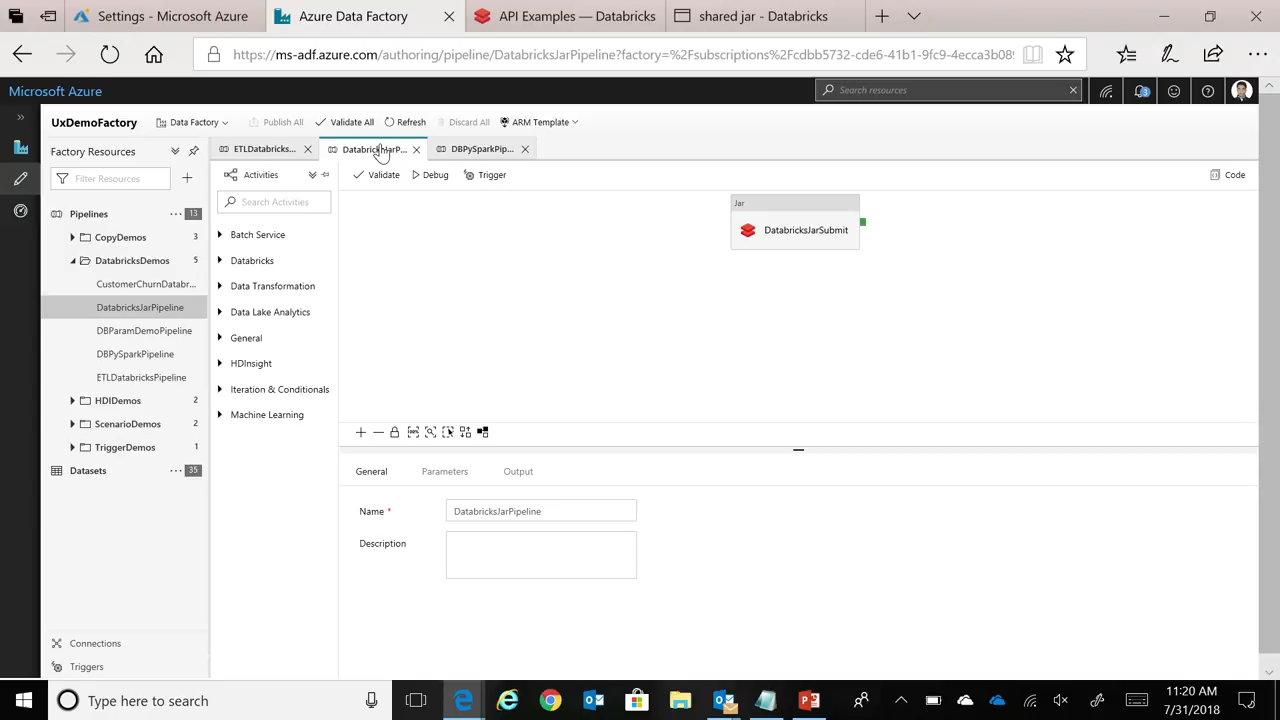 Settings - Microsoft Azure
Azure Data Factory
API Examples — Databricks
shared jar - Databricks
https://ms-adf.azure.com/authoring/pipeline/DatabricksJarPipeline?factory=%2Fsubscriptions%2Fcdbb5732-cde6-41b1-9fc9-4ecca3b089
Microsoft Azure
Search resources
3
UxDemoFactory
Data Factory
Publish All
Validate All
Refresh
Discard All
ARM Template
Factory Resources
ETLDatabricks...
DatabricksJarP...
DBPySparkPip...
Filter Resources
Activities
Validate
Debug
Trigger
Code
Search Activities
Pipelines
13
CopyDemos
3
DatabricksDemos
5
CustomerChurnDatabr...
DatabricksJarPipeline
DBParamDemoPipeline
DBPySparkPipeline
ETLDatabricksPipeline
HDIDemos
2
ScenarioDemos
2
TriggerDemos
1
Datasets
35
Connections
Triggers
Batch Service
Databricks
Data Transformation
Data Lake Analytics
General
HDInsight
Iteration & Conditionals
Machine Learning
Jar
DatabricksJarSubmit
General
Parameters
Output
Name *
DatabricksJarPipeline
Description
Type here to search
11:20 AM
7/31/2018